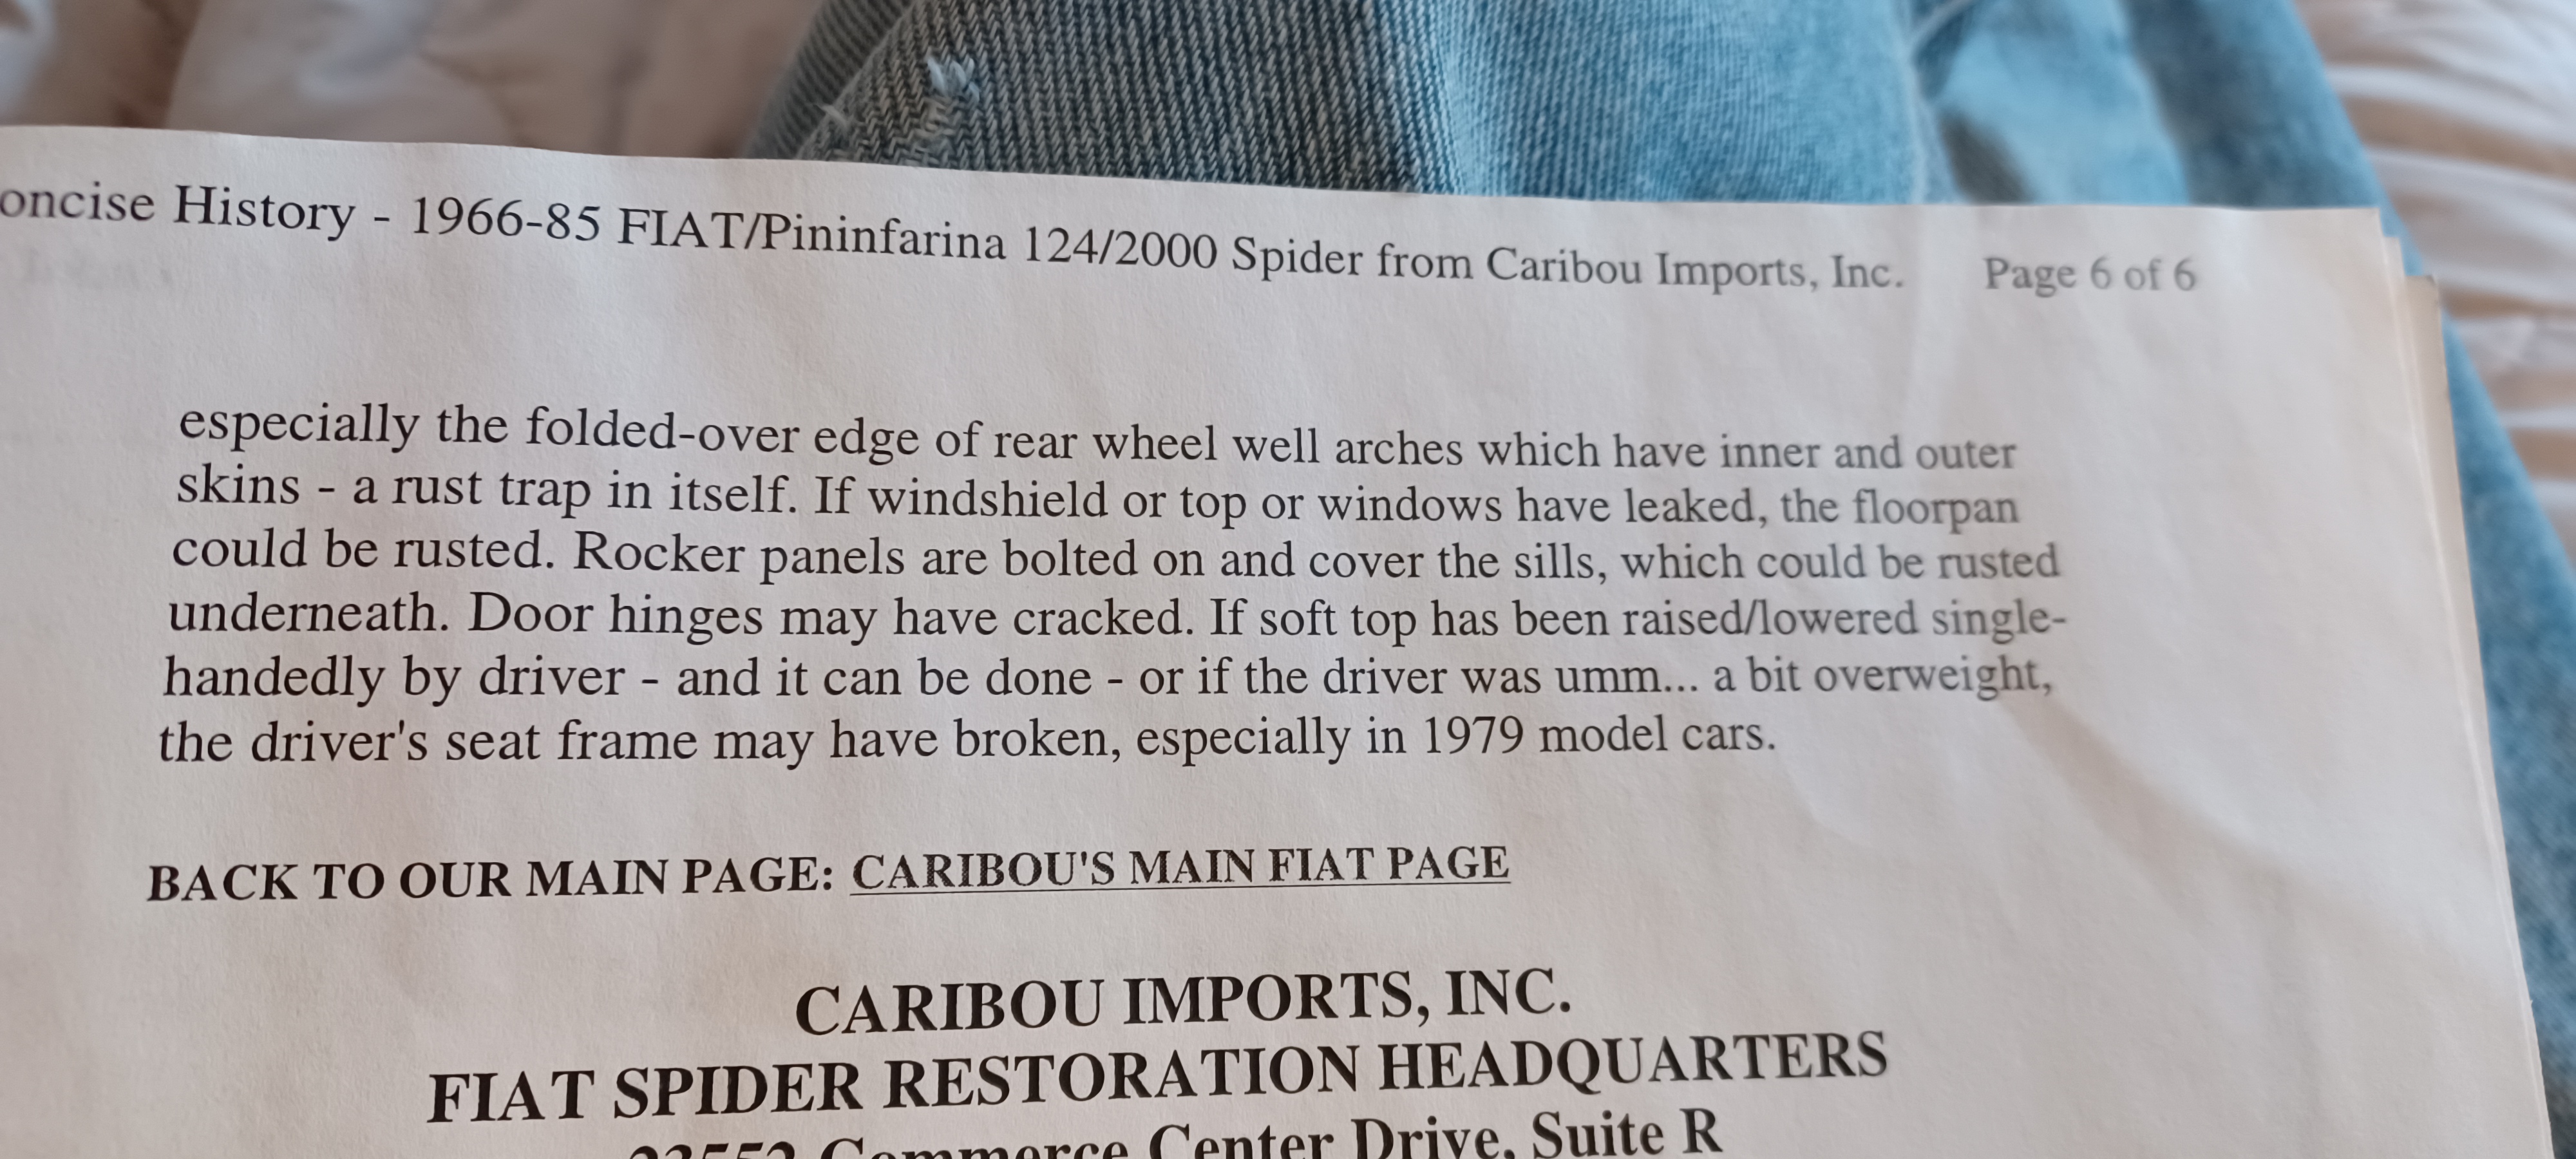 oncise History - 1966-85 FIAT/Pininfarina 124/2000 Spider from Caribou Imports, Inc. Page 6 of 6
especially the folded-over edge of rear wheel well arches which have inner and outer
skins - a rust trap in itself. If windshield or top or windows have leaked, the floorpan
could be rusted. Rocker panels are bolted on and cover the sills, which could be rusted
underneath. Door hinges may have cracked. If soft top has been raised/lowered single-
handedly by driver - and it can be done - or if the driver was umm... a bit overweight,
the driver's seat frame may have broken, especially in 1979 model cars.
BACK TO OUR MAIN PAGE: CARIBOU'S MAIN FIAT PAGE
CARIBOU IMPORTS, INC.
FIAT SPIDER RESTORATION HEADQUARTERS
Commerce Center Drive, Suite R